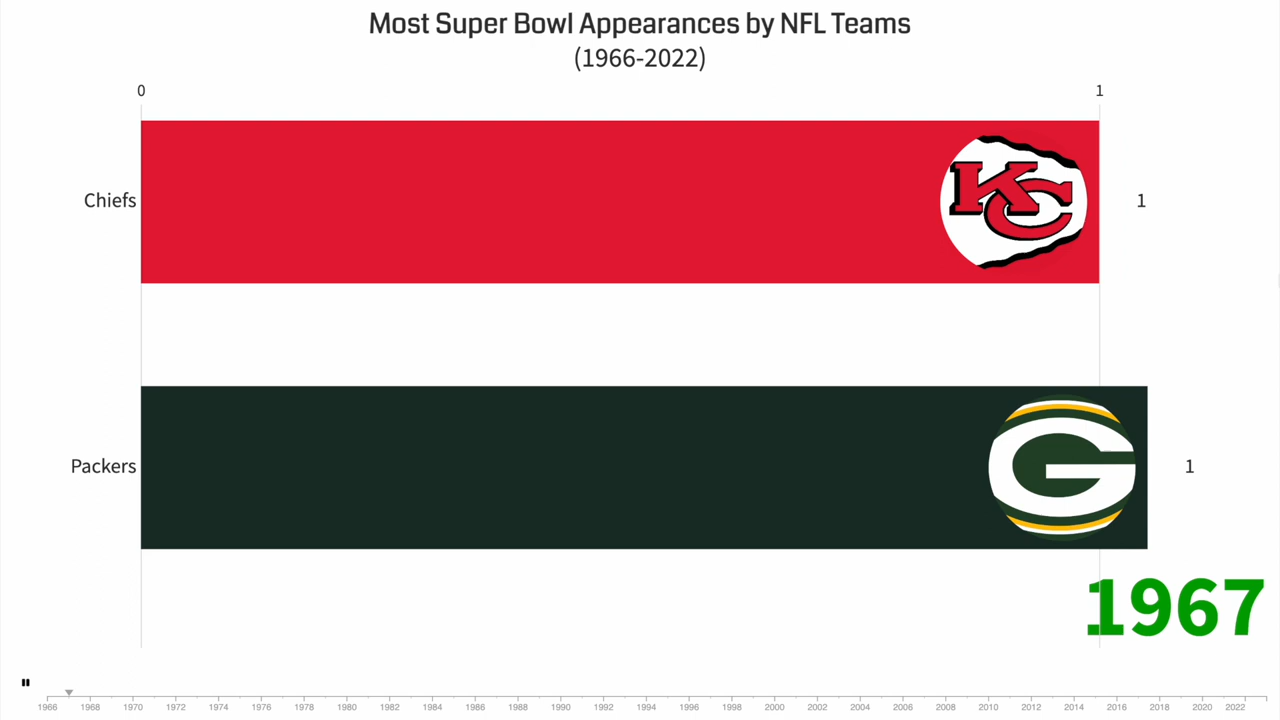 Most Super Bowl Appearances by NFL Teams
(1966-2022)
0 1
Chiefs KC 1
Packers G 1
1967
1966 1968 1970 1972 1974 1976 1978 1980 1982 1984 1986 1988 1990 1992 1994 1996 1998 2000 2002 2004 2006 2008 2010 2012 2014 2016 2018 2020 2022